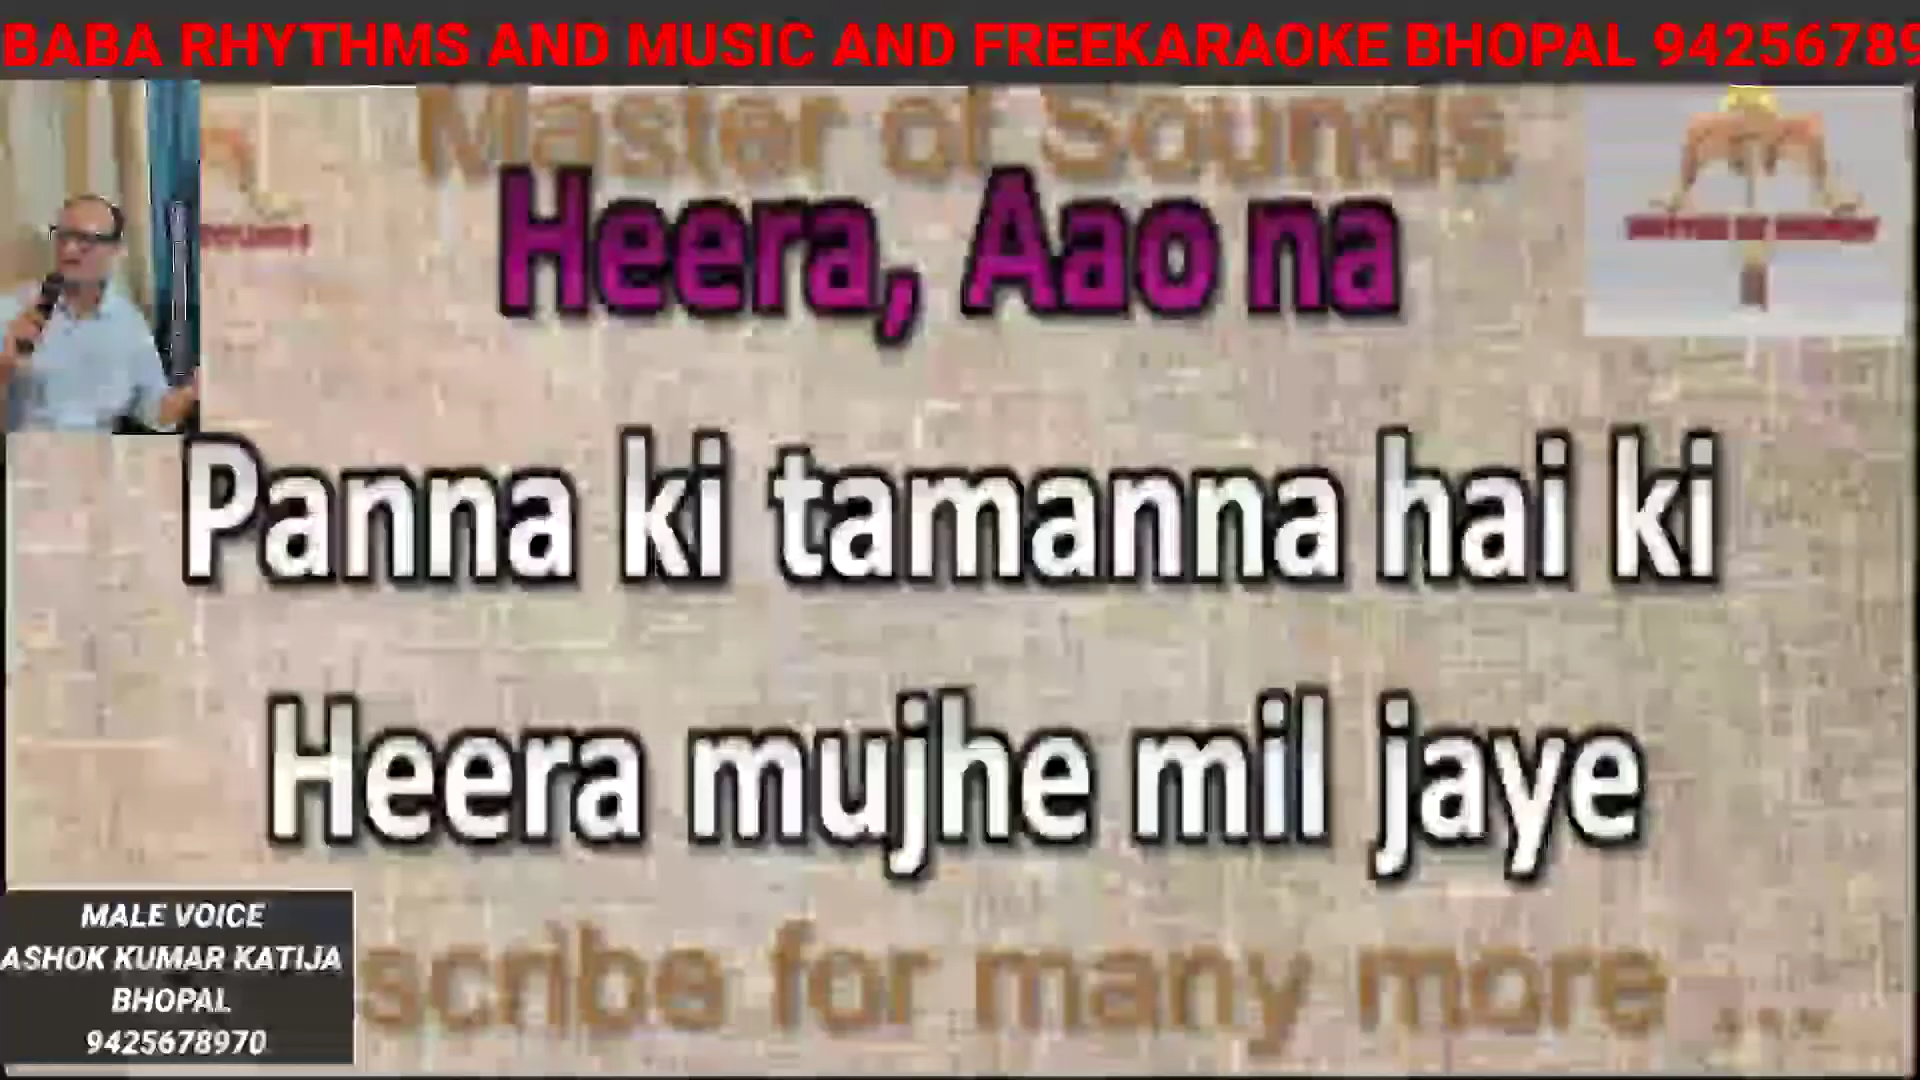 BABA RHYTHMS AND MUSIC AND FREEKARAOKE BHOPAL 94256789
Master of Sounds
Heera, Aao na
Panna ki tamanna hai ki
Heera mujhe mil jaye
MALE VOICE
ASHOK KUMAR KATIJA
BHOPAL
9425678970
scribe for many more ...